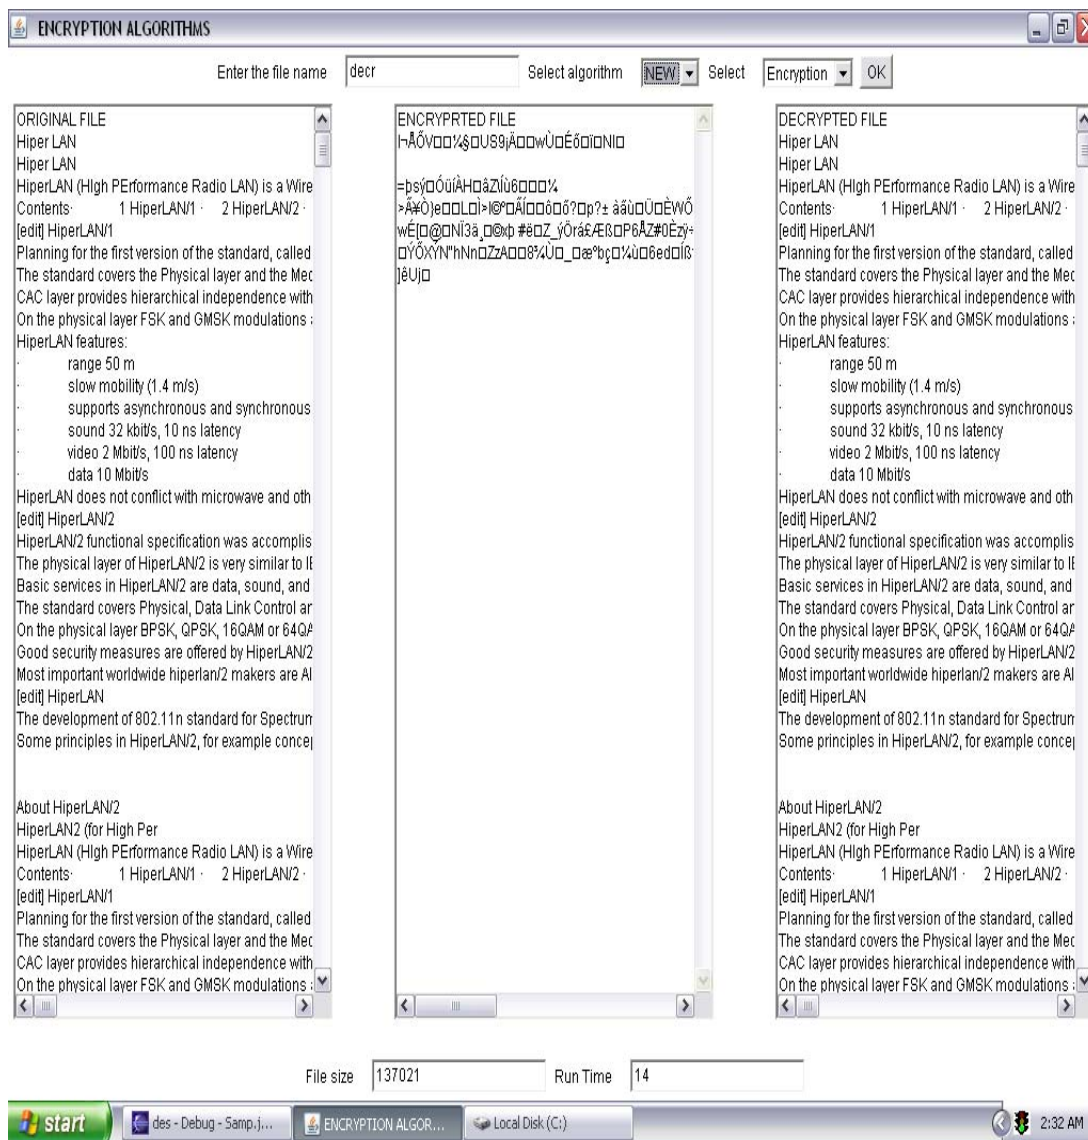 ENCRYPTION ALGORITHMS
Enter the file name decr Select algorithm NEW Select Encryption OK
ORIGINAL FILE
Hiper LAN
Hiper LAN
HiperLAN (HIgh PErformance Radio LAN) is a Wire
Contents· 1 HiperLAN/1 · 2 HiperLAN/2 ·
[edit] HiperLAN/1
Planning for the first version of the standard, called
The standard covers the Physical layer and the Med
CAC layer provides hierarchical independence with
On the physical layer FSK and GMSK modulations
HiperLAN features:
· range 50 m
· slow mobility (1.4 m/s)
· supports asynchronous and synchronous
· sound 32 kbit/s, 10 ns latency
· video 2 Mbit/s, 100 ns latency
· data 10 Mbit/s
HiperLAN does not conflict with microwave and oth
[edit] HiperLAN/2
HiperLAN/2 functional specification was accomplis
The physical layer of HiperLAN/2 is very similar to
Basic services in HiperLAN/2 are data, sound, and
The standard covers Physical, Data Link Control
On the physical layer BPSK, QPSK, 16QAM or
Good security measures are offered by HiperLAN/2
Most important worldwide hiperlan/2 makers are
[edit] HiperLAN
The development of 802.11n standard for
Some principles in HiperLAN/2, for example
About HiperLAN/2
HiperLAN2 (for High Per
HiperLAN (HIgh PErformance Radio LAN) is a Wire
Contents· 1 HiperLAN/1 · 2 HiperLAN/2 ·
[edit] HiperLAN/1
Planning for the first version of the standard, called
The standard covers the Physical layer and the Med
CAC layer provides hierarchical independence with
On the physical layer FSK and GMSK modulations
ENCRYPRTED FILE
DECRYPTED FILE
Hiper LAN
Hiper LAN
HiperLAN (HIgh PErformance Radio LAN) is a Wire
Contents· 1 HiperLAN/1 · 2 HiperLAN/2 ·
[edit] HiperLAN/1
Planning for the first version of the standard, called
The standard covers the Physical layer and the Med
CAC layer provides hierarchical independence with
On the physical layer FSK and GMSK modulations
HiperLAN features:
· range 50 m
· slow mobility (1.4 m/s)
· supports asynchronous and synchronous
· sound 32 kbit/s, 10 ns latency
· video 2 Mbit/s, 100 ns latency
· data 10 Mbit/s
HiperLAN does not conflict with microwave and oth
[edit] HiperLAN/2
HiperLAN/2 functional specification was accomplis
The physical layer of HiperLAN/2 is very similar to
Basic services in HiperLAN/2 are data, sound, and
The standard covers Physical, Data Link Control
On the physical layer BPSK, QPSK, 16QAM or
Good security measures are offered by HiperLAN/2
Most important worldwide hiperlan/2 makers are
[edit] HiperLAN
The development of 802.11n standard for
Some principles in HiperLAN/2, for example
About HiperLAN/2
HiperLAN2 (for High Per
HiperLAN (HIgh PErformance Radio LAN) is a Wire
Contents· 1 HiperLAN/1 · 2 HiperLAN/2 ·
[edit] HiperLAN/1
Planning for the first version of the standard, called
The standard covers the Physical layer and the Med
CAC layer provides hierarchical independence with
On the physical layer FSK and GMSK modulations
File size 137021 Run Time 14
start des - Debug - Samp.j... ENCRYPTION ALGOR... Local Disk (C:) 2:32 AM